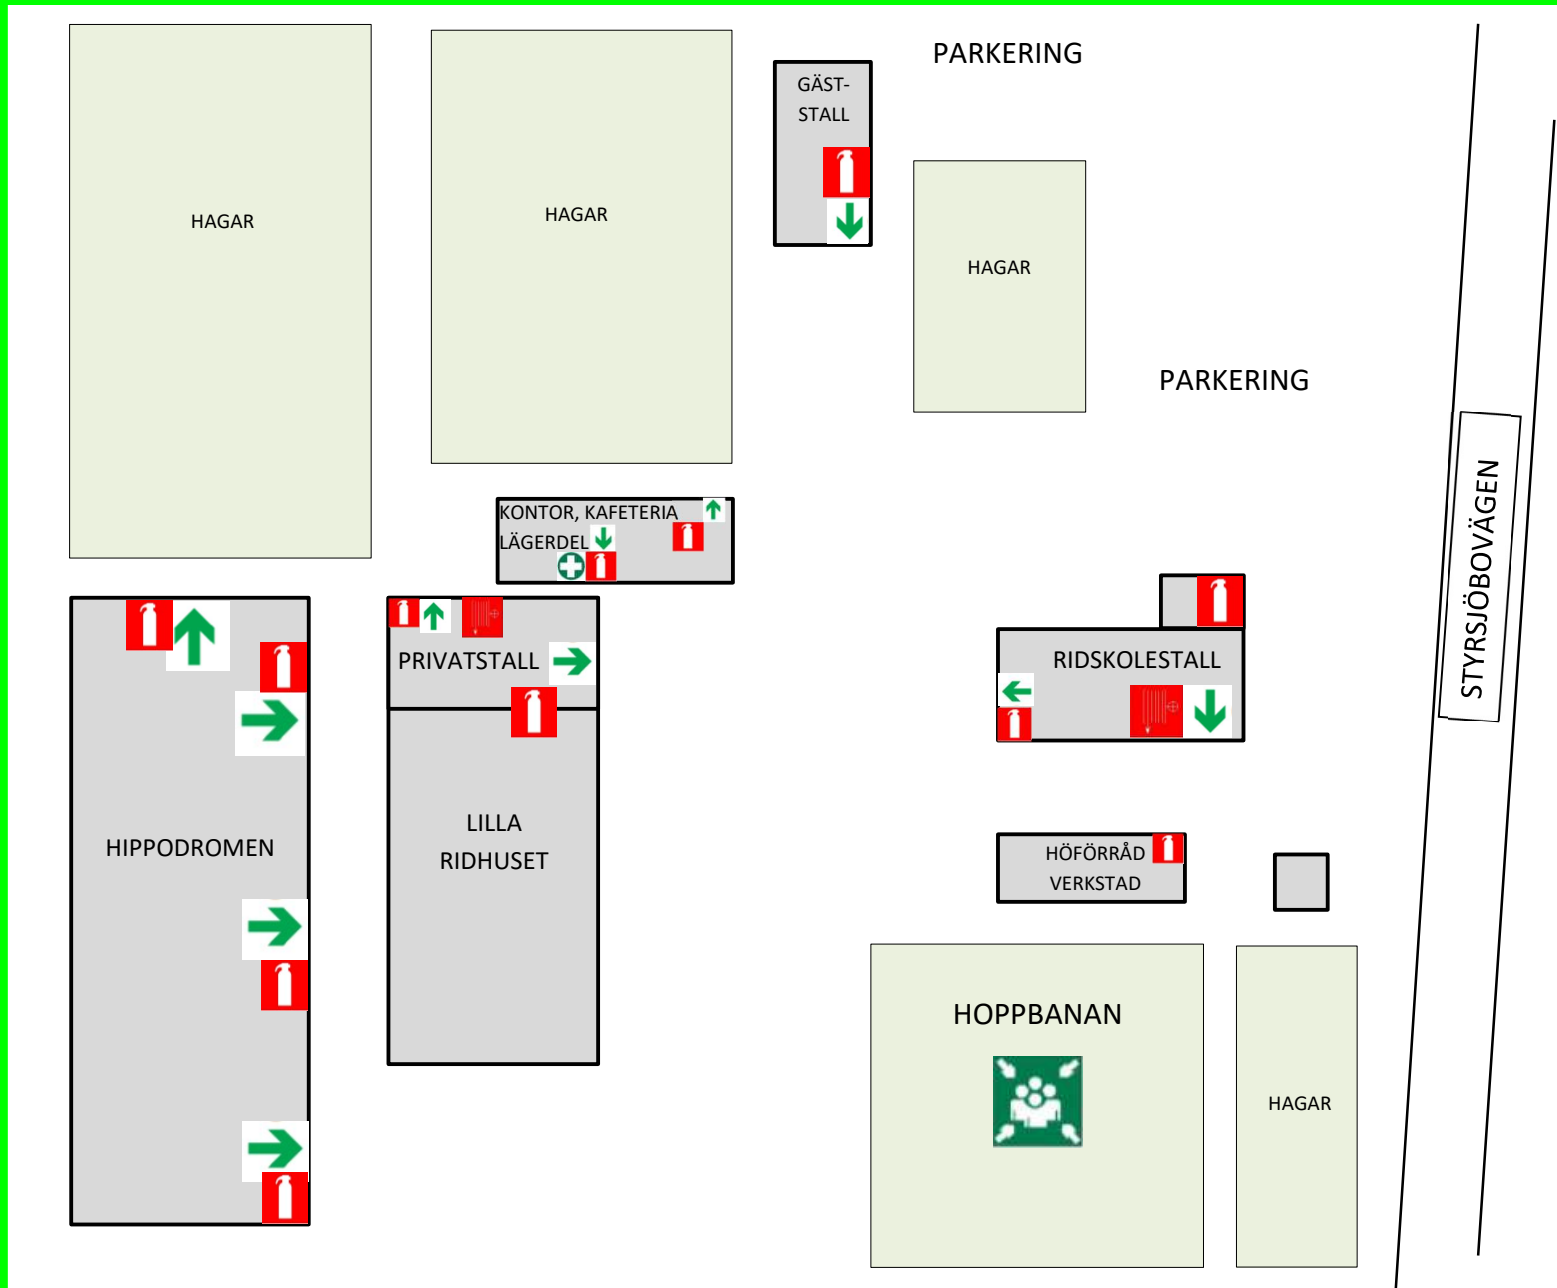 PARKERING
GÄST-
STALL
HAGAR
HAGAR
HAGAR
PARKERING
KONTOR, KAFETERIA
LÄGERDEL
STYRSJÖBOVÄGEN
PRIVATSTALL
RIDSKOLESTALL
HIPPODROMEN
LILLA
RIDHUSET
HÖFÖRRÅD
VERKSTAD
HOPPBANAN
HAGAR